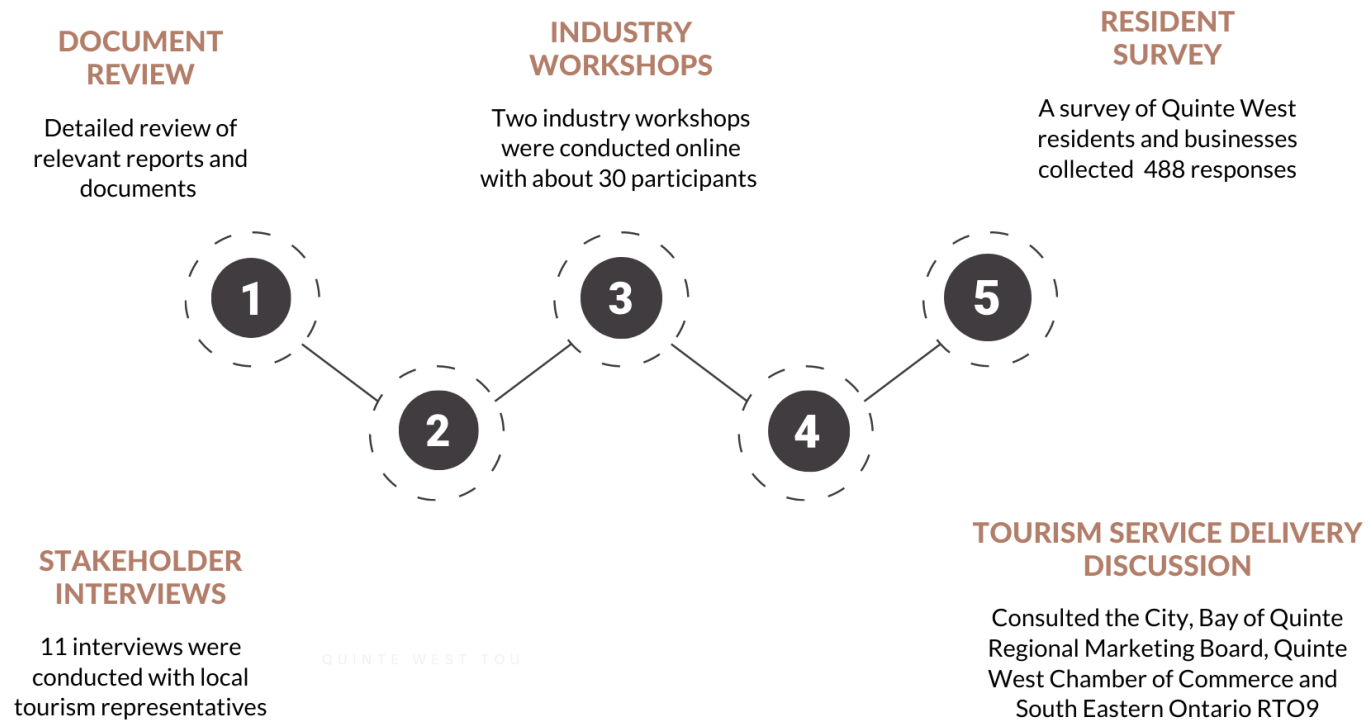 DOCUMENT
REVIEW
Detailed review of
relevant reports and
documents
INDUSTRY
WORKSHOPS
Two industry workshops
were conducted online
with about 30 participants
RESIDENT
SURVEY
A survey of Quinte West
residents and businesses
collected 488 responses
1
2
3
4
5
STAKEHOLDER
INTERVIEWS
11 interviews were
conducted with local
tourism representatives
QUINTE WEST TOU
TOURISM SERVICE DELIVERY
DISCUSSION
Consulted the City, Bay of Quinte
Regional Marketing Board, Quinte
West Chamber of Commerce and
South Eastern Ontario RTO9